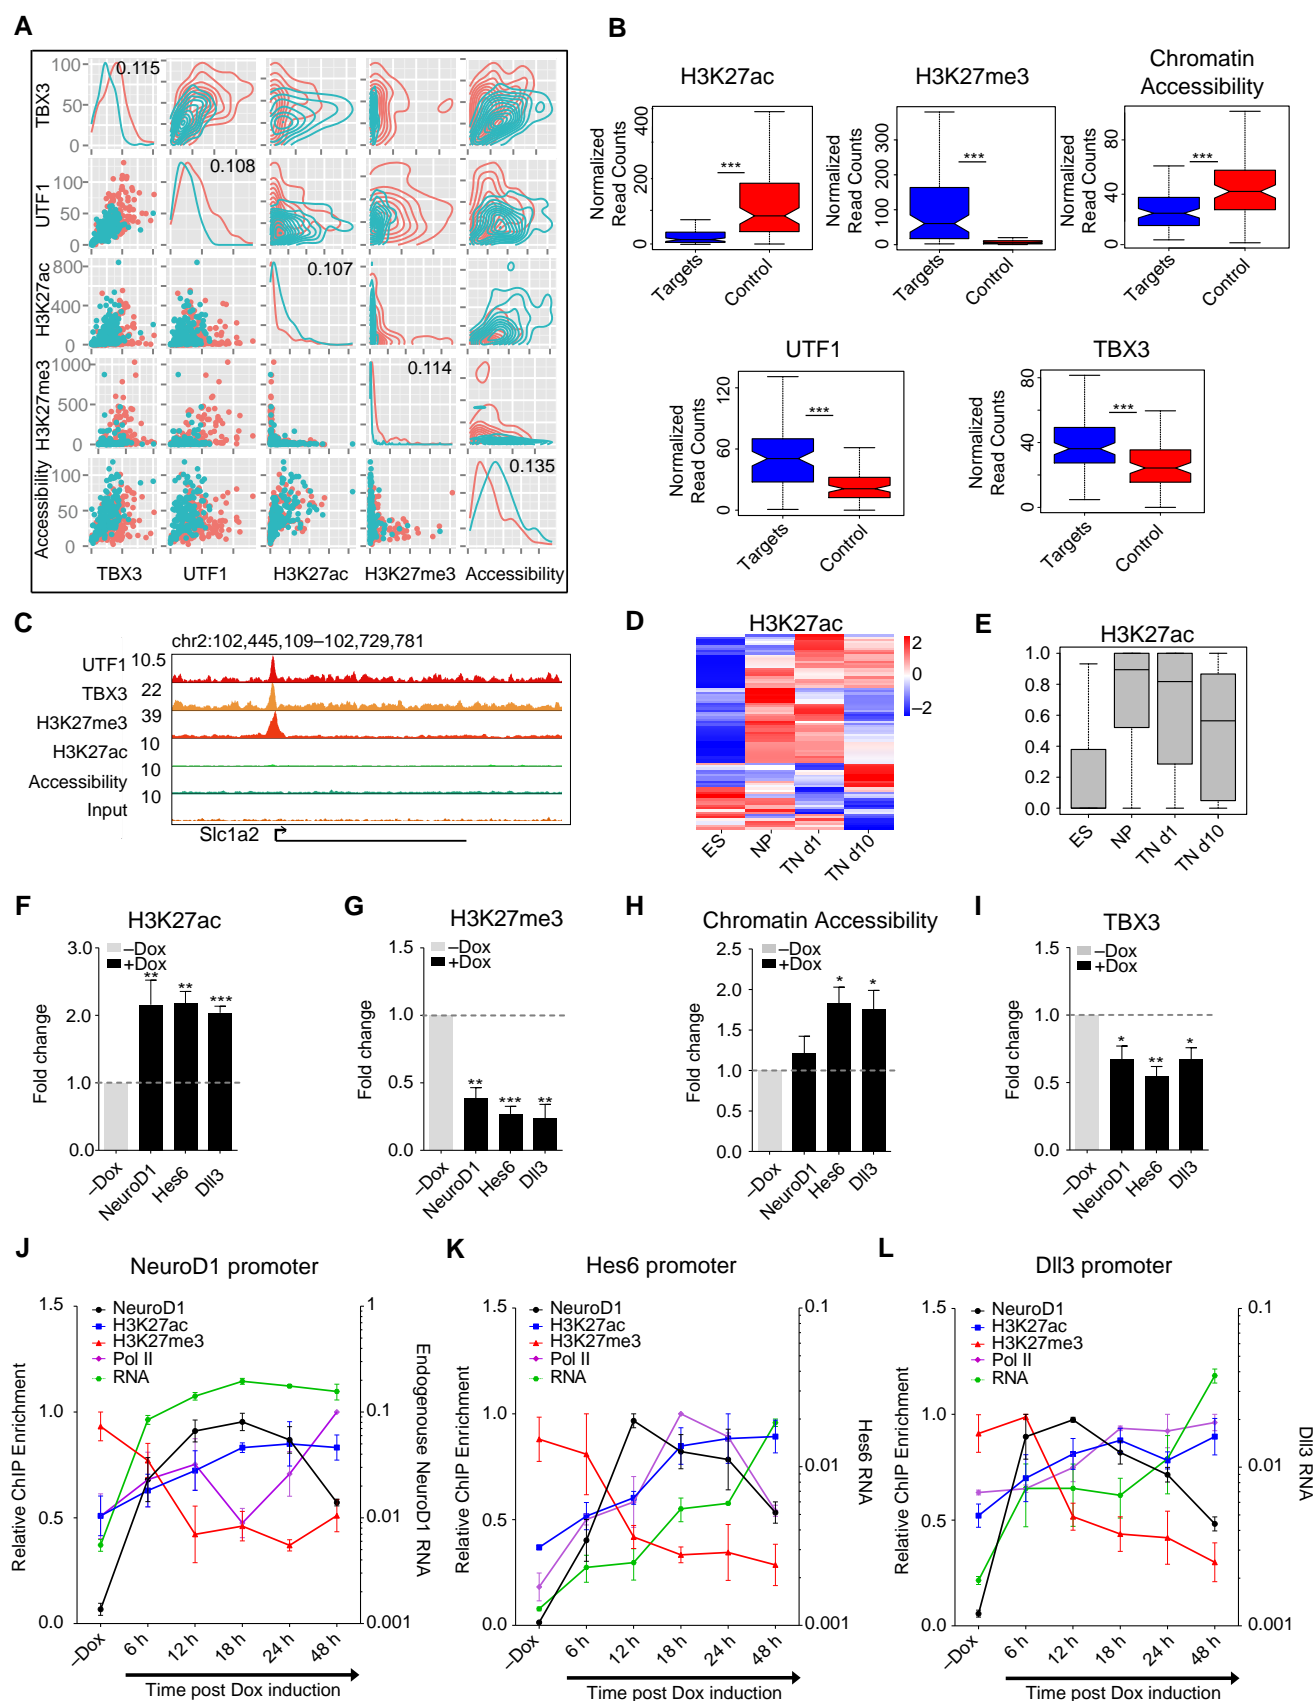 A
TBX3
100
50
0
0.115
UTF1
100
50
0
0.108
H3K27ac
800
400
0
0.107
H3K27me3
1000
500
0
0.114
Accessibility
100
50
0
0.135
TBX3 UTF1 H3K27ac H3K27me3 Accessibility
B
H3K27ac
Normalized
Read Counts
400
200
0
***
Targets
Control
H3K27me3
Normalized
Read Counts
300
200
100
0
***
Targets
Control
Chromatin
Accessibility
Normalized
Read Counts
80
40
0
***
Targets
Control
UTF1
Normalized
Read Counts
120
60
0
***
Targets
Control
TBX3
Normalized
Read Counts
80
40
0
***
Targets
Control
C
chr2:102,445,109–102,729,781
UTF1 10.5
TBX3 22
H3K27me3 39
H3K27ac 10
Accessibility 10
Input 10
Slc1a2
D
H3K27ac
2
0
–2
ES
NP
TN d1
TN d10
E
H3K27ac
1.0
0.8
0.6
0.4
0.2
0.0
ES
NP
TN d1
TN d10
F
H3K27ac
–Dox
+Dox
Fold change
3.0
2.0
1.0
0.0
** ** ***
–Dox
NeuroD1
Hes6
Dll3
G
H3K27me3
–Dox
+Dox
Fold change
1.5
1.0
0.5
0.0
** *** **
–Dox
NeuroD1
Hes6
Dll3
H
Chromatin Accessibility
–Dox
+Dox
Fold change
2.5
2.0
1.5
1.0
0.5
0.0
* *
–Dox
NeuroD1
Hes6
Dll3
I
TBX3
–Dox
+Dox
Fold change
1.5
1.0
0.5
0.0
* ** *
–Dox
NeuroD1
Hes6
Dll3
J
NeuroD1 promoter
NeuroD1
H3K27ac
H3K27me3
Pol II
RNA
Relative ChIP Enrichment
1.5
1.0
0.5
0.0
1
0.1
0.01
0.001
Endogenouse NeuroD1 RNA
–Dox
6 h
12 h
18 h
24 h
48 h
Time post Dox induction
K
Hes6 promoter
NeuroD1
H3K27ac
H3K27me3
Pol II
RNA
Relative ChIP Enrichment
1.5
1.0
0.5
0.0
0.1
0.01
0.001
Hes6 RNA
–Dox
6 h
12 h
18 h
24 h
48 h
Time post Dox induction
L
Dll3 promoter
NeuroD1
H3K27ac
H3K27me3
Pol II
RNA
Relative ChIP Enrichment
1.5
1.0
0.5
0.0
0.1
0.01
0.001
Dll3 RNA
–Dox
6 h
12 h
18 h
24 h
48 h
Time post Dox induction